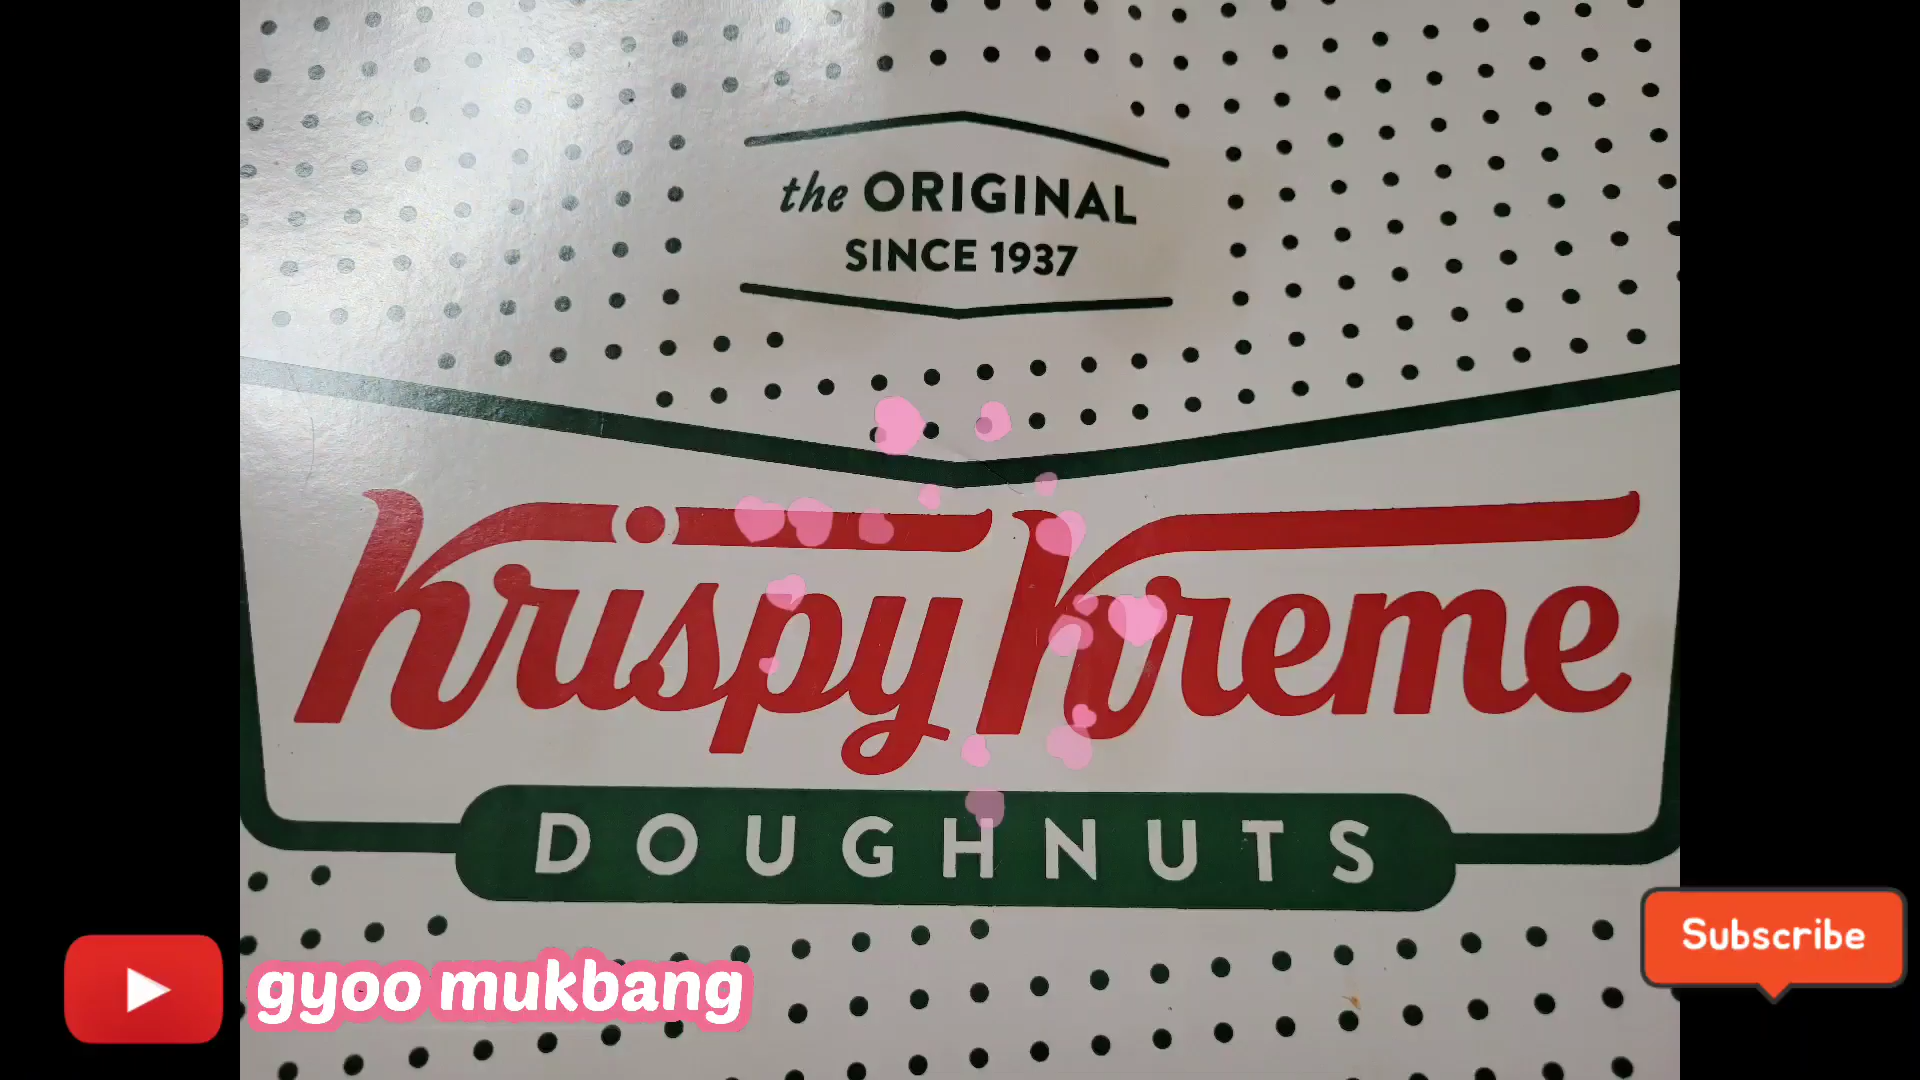 the ORIGINAL
SINCE 1937
Krispy Kreme
DOUGHNUTS
gyoo mukbang
Subscribe